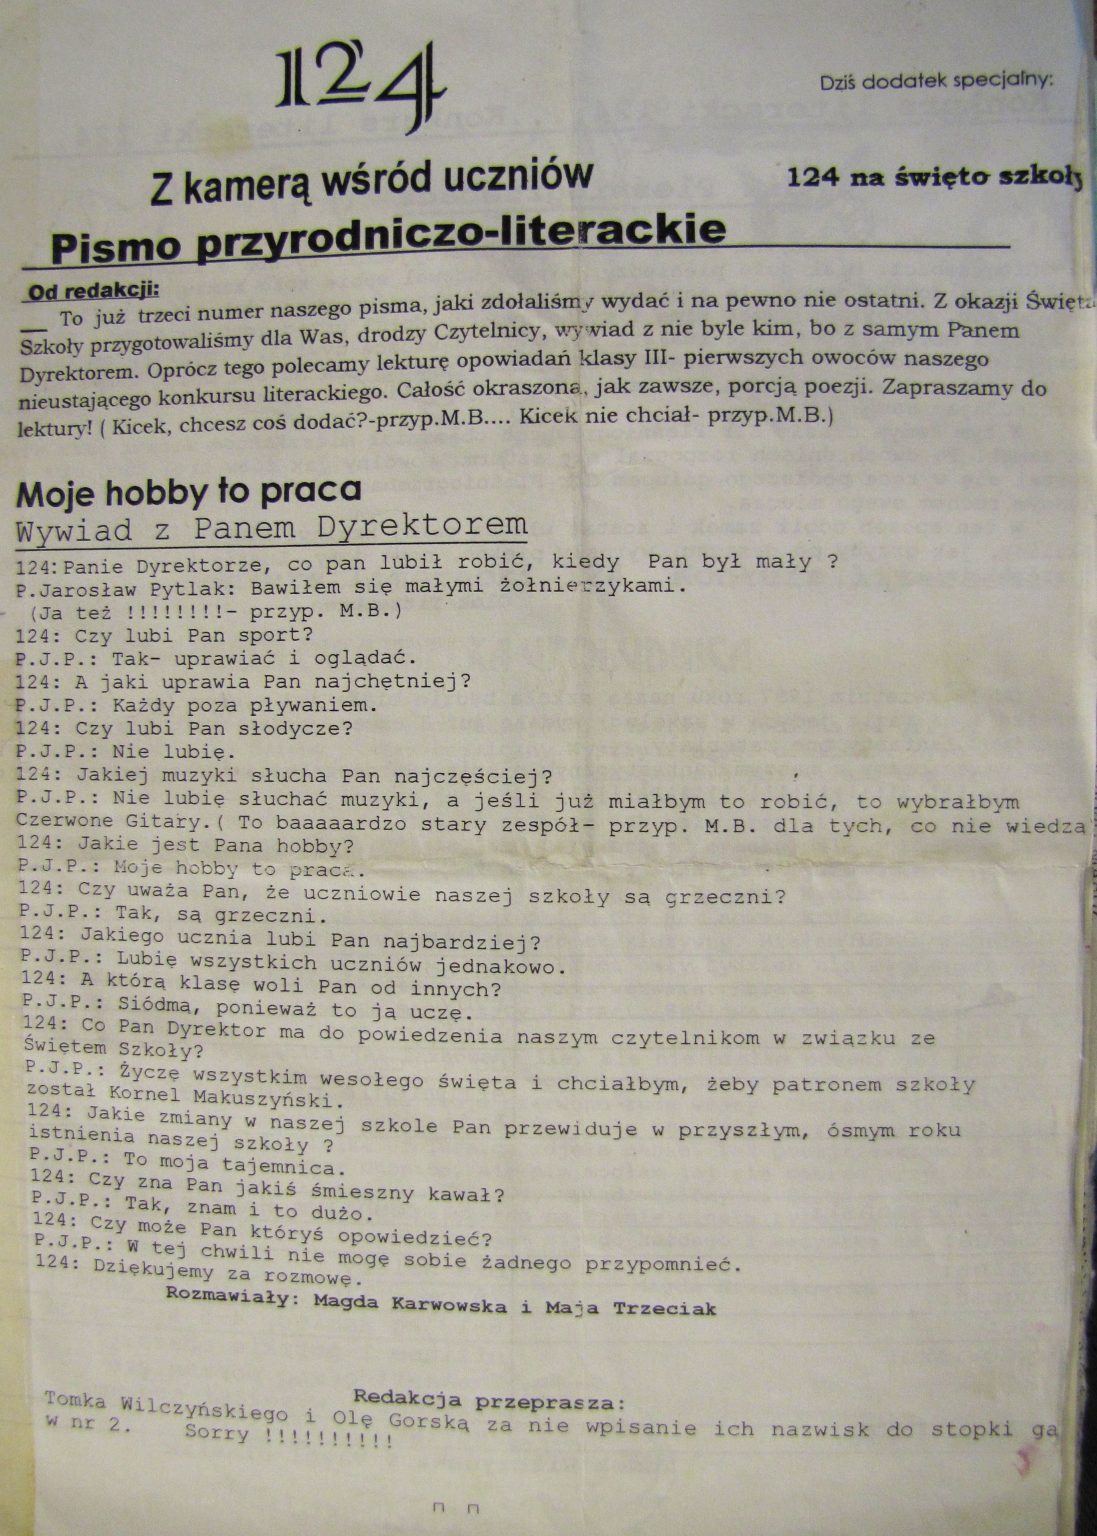 124
Dziś dodatek specjalny:
Z kamerą wśród uczniów
124 na święto szkoły
Pismo przyrodniczo-literackie
Od redakcji:
To już trzeci numer naszego pisma, jaki zdołaliśmy wydać i na pewno nie ostatni. Z okazji Święta
Szkoły przygotowaliśmy dla Was, drodzy Czytelnicy, wywiad z nie byle kim, bo z samym Panem
Dyrektorem. Oprócz tego polecamy lekturę opowiadań klasy III- pierwszych owoców naszego
nieustającego konkursu literackiego. Całość okraszona, jak zawsze, porcją poezji. Zapraszamy do
lektury! ( Kicek, chcesz coś dodać?-przyp.M.B.... Kicek nie chciał- przyp.M.B.)
Moje hobby to praca
Wywiad z Panem Dyrektorem
124: Panie Dyrektorze, co pan lubił robić, kiedy Pan był mały ?
P.Jarosław Pytlak: Bawiłem się małymi żołnierzykami.
(Ja też !!!!!!!!- przyp. M.B.)
124: Czy lubi Pan sport?
P.J.P.: Tak- uprawiać i oglądać.
124: A jaki uprawia Pan najchętniej?
P.J.P.: Każdy poza pływaniem.
124: Czy lubi Pan słodycze?
P.J.P.: Nie lubię.
124: Jakiej muzyki słucha Pan najczęściej?
P.J.P.: Nie lubię słuchać muzyki, a jeśli już miałbym to robić, to wybrałbym
Czerwone Gitary.( To baaaaardzo stary zespół- przyp. M.B. dla tych, co nie wiedzą
124: Jakie jest Pana hobby?
P.J.P.: Moje hobby to praca.
124: Czy uważa Pan, że uczniowie naszej szkoły są grzeczni?
P.J.P.: Tak, są grzeczni.
124: Jakiego ucznia lubi Pan najbardziej?
P.J.P.: Lubię wszystkich uczniów jednakowo.
124: A którą klasę woli Pan od innych?
P.J.P.: Siódmą, ponieważ to ją uczę.
124: Co Pan Dyrektor ma do powiedzenia naszym czytelnikom w związku ze
Świętem Szkoły?
P.J.P.: Życzę wszystkim wesołego święta i chciałbym, żeby patronem szkoły
został Kornel Makuszyński.
124: Jakie zmiany w naszej szkole Pan przewiduje w przyszłym, ósmym roku
istnienia naszej szkoły ?
P.J.P.: To moja tajemnica.
124: Czy zna Pan jakiś śmieszny kawał?
P.J.P.: Tak, znam i to dużo.
124: Czy może Pan któryś opowiedzieć?
P.J.P.: W tej chwili nie mogę sobie żadnego przypomnieć.
124: Dziękujemy za rozmowę.
Rozmawiały: Magda Karwowska i Maja Trzeciak
Redakcja przeprasza:
Tomka Wilczyńskiego i Olę Gorską za nie wpisanie ich nazwisk do stopki ga
w nr 2. Sorry !!!!!!!!!!